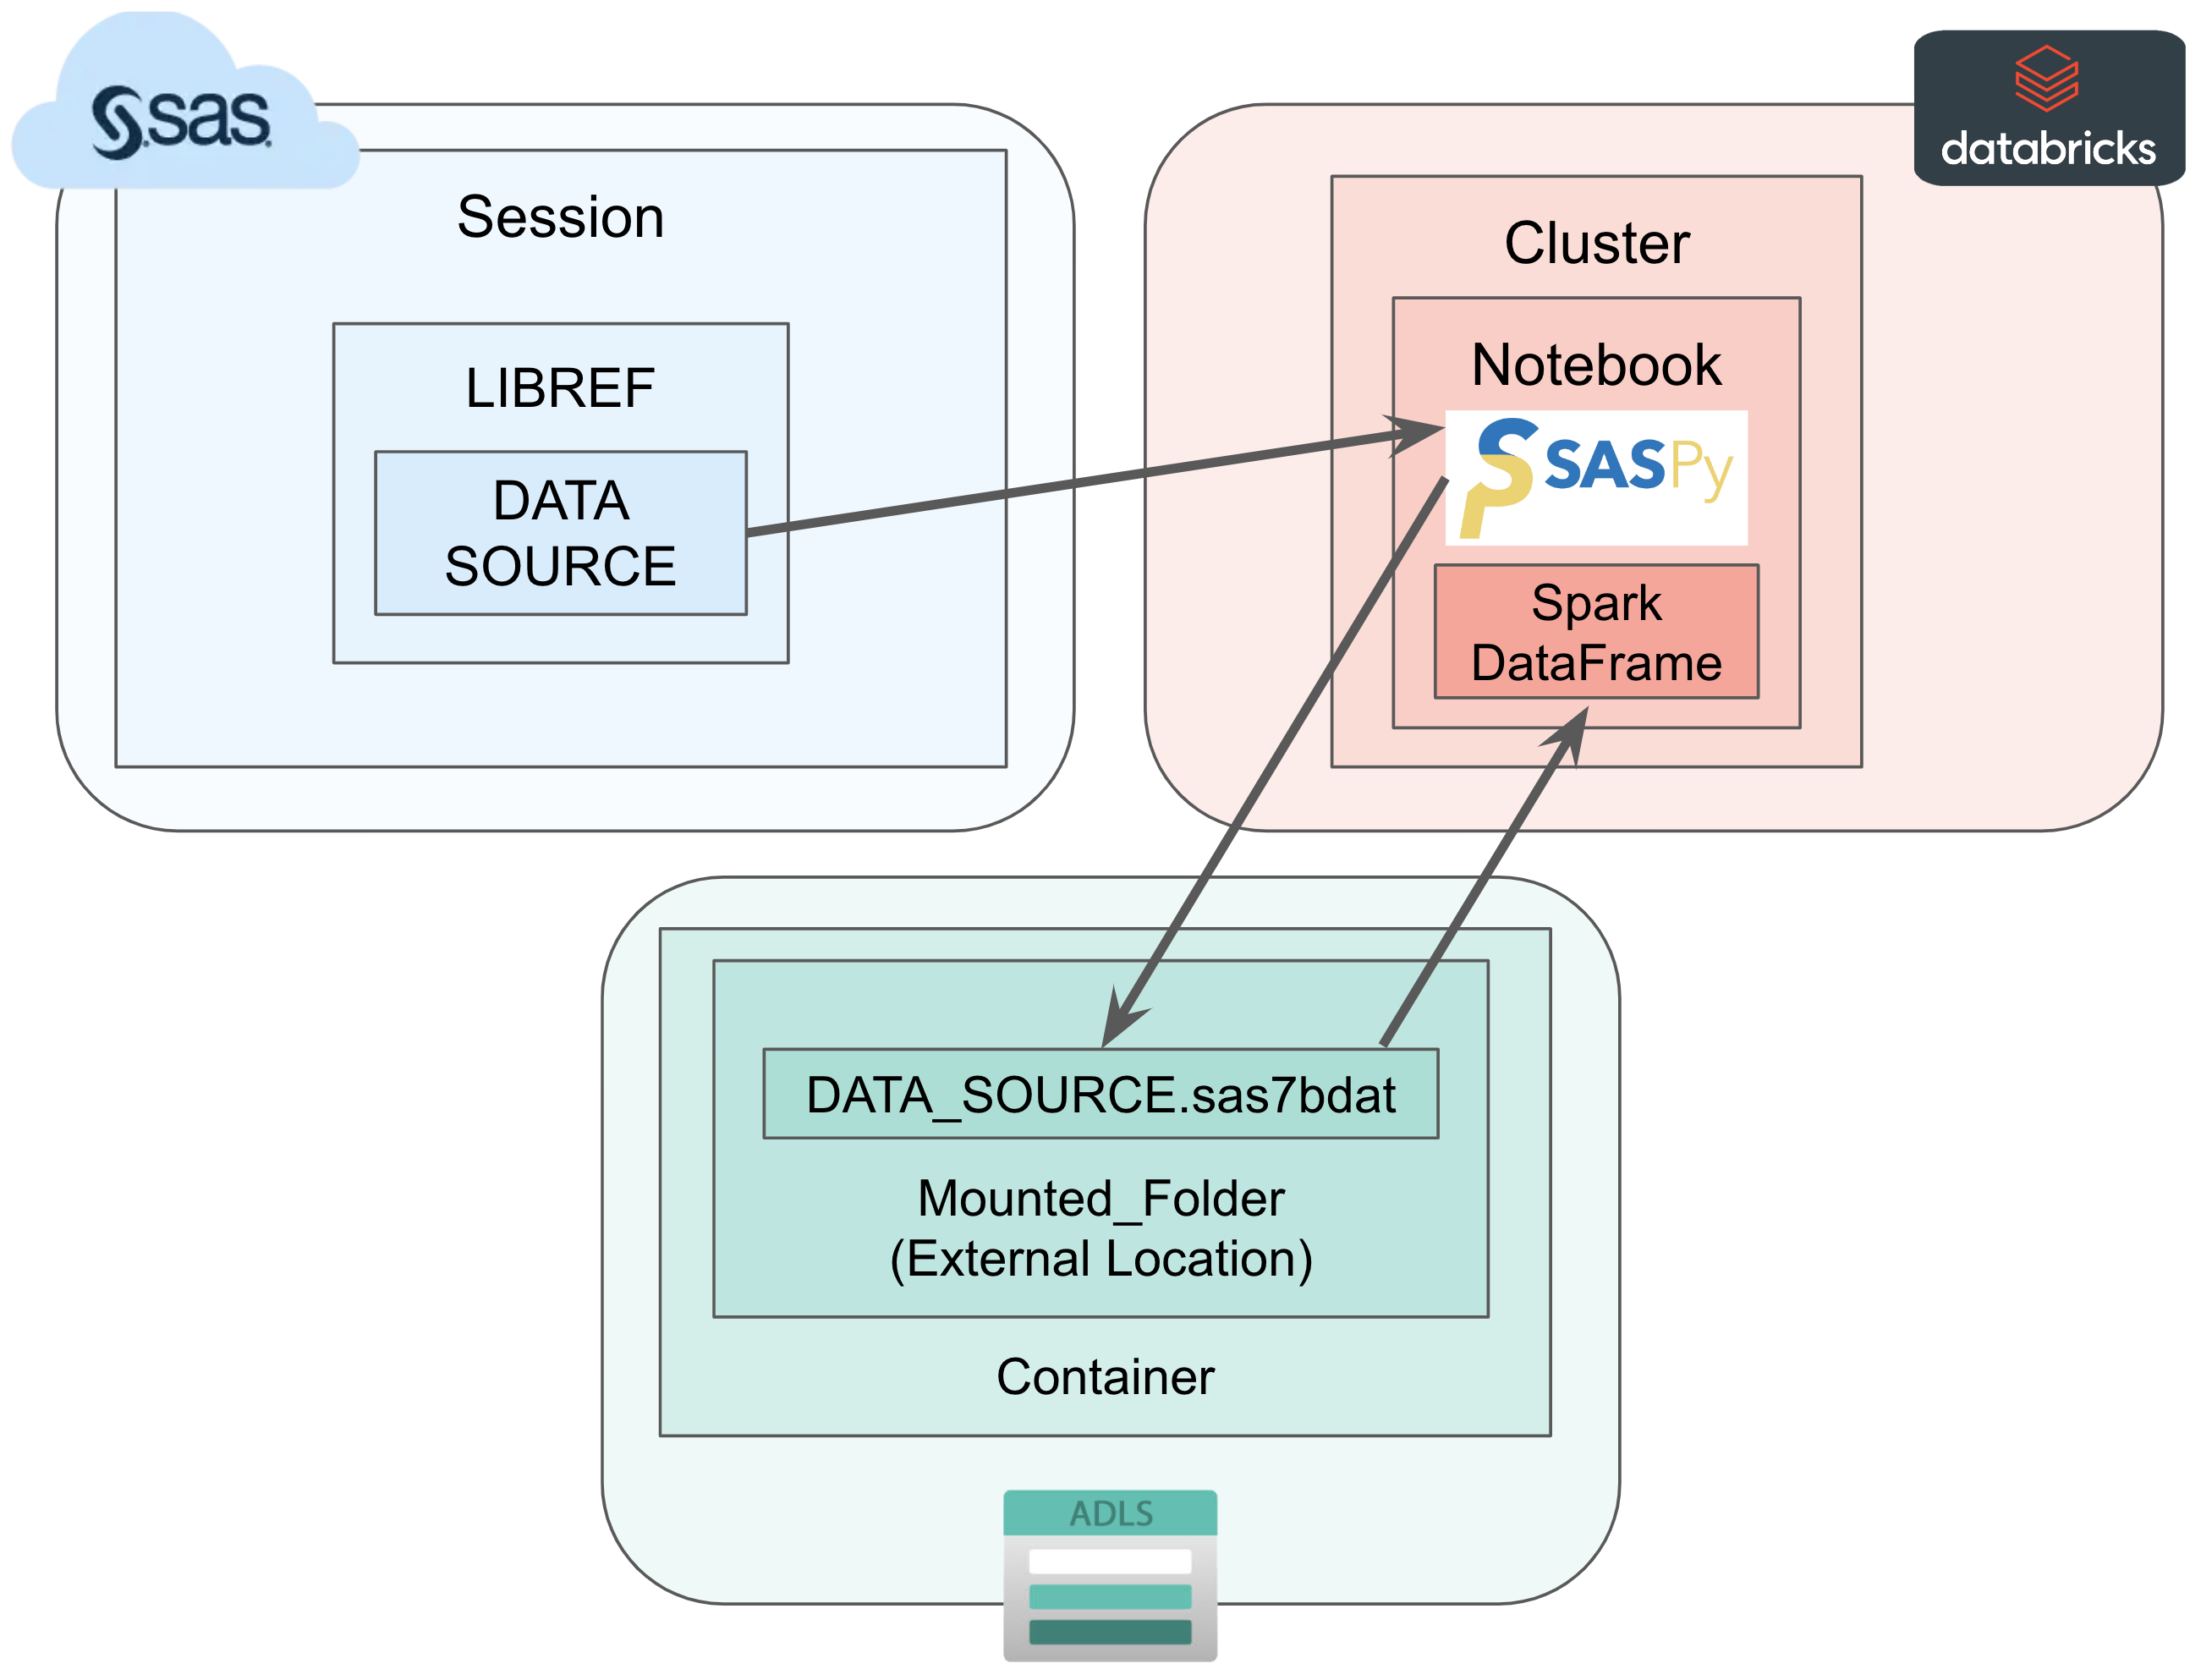 sas
Session
LIBREF
DATA
SOURCE
databricks
Cluster
Notebook
SASPy
Spark
DataFrame
DATA_SOURCE.sas7bdat
Mounted_Folder
(External Location)
Container
ADLS